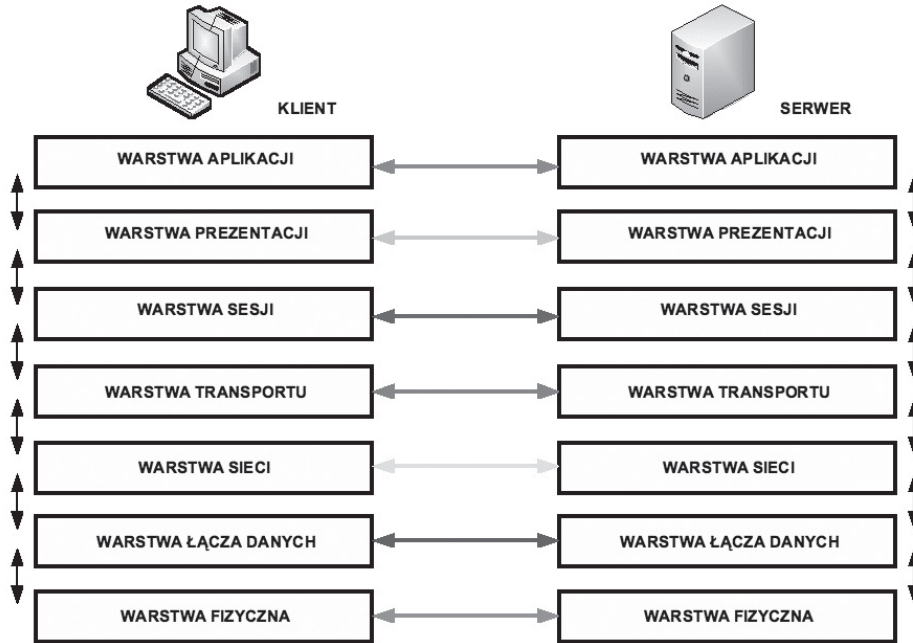 KLIENT
SERWER
WARSTWA APLIKACJI
WARSTWA APLIKACJI
WARSTWA PREZENTACJI
WARSTWA PREZENTACJI
WARSTWA SESJI
WARSTWA SESJI
WARSTWA TRANSPORTU
WARSTWA TRANSPORTU
WARSTWA SIECI
WARSTWA SIECI
WARSTWA ŁĄCZA DANYCH
WARSTWA ŁĄCZA DANYCH
WARSTWA FIZYCZNA
WARSTWA FIZYCZNA